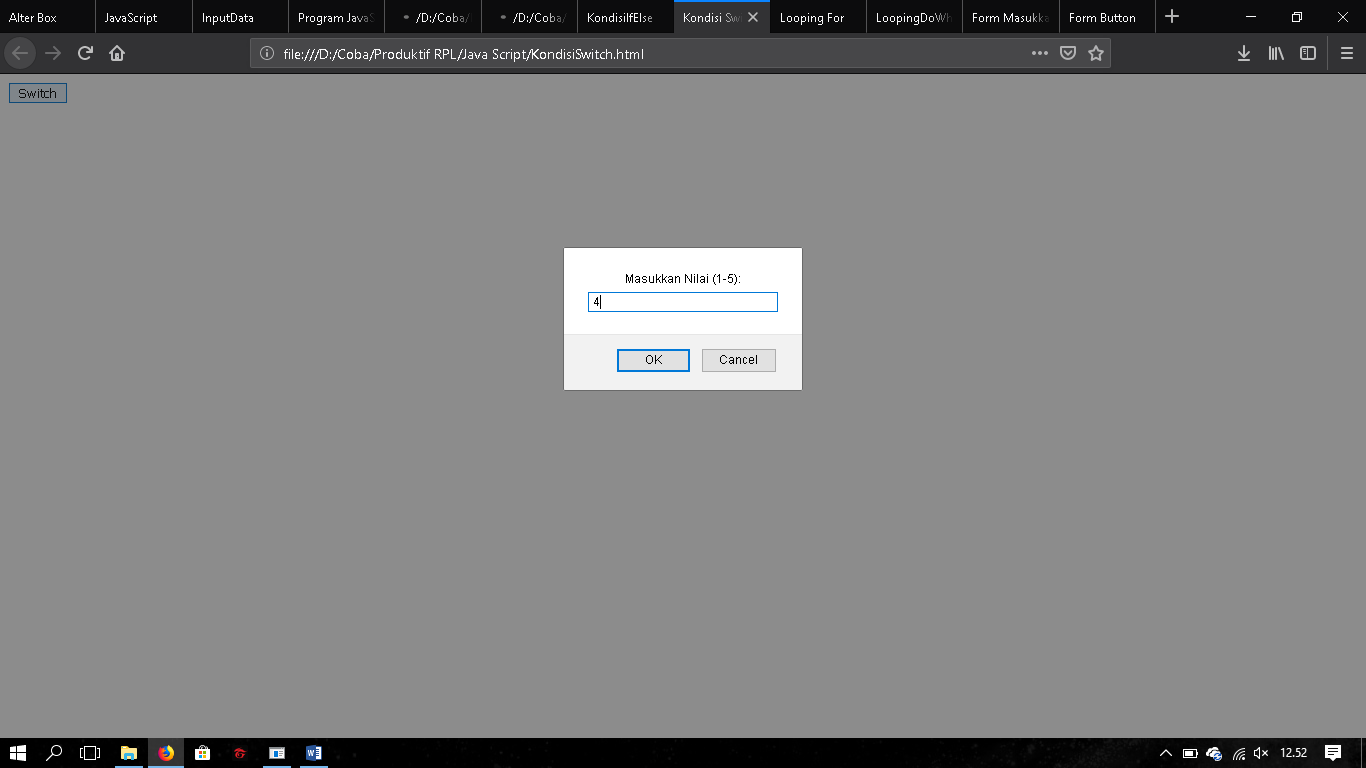 Alter Box
JavaScript
InputData
Program JavaS
/D:/Coba/
/D:/Coba/
KondisiIfElse
Kondisi Sw
Looping For
LoopingDoWh
Form Masukka
Form Button
file:///D:/Coba/Produktif RPL/Java Script/KondisiSwitch.html
Switch
Masukkan Nilai (1-5):
4
OK
Cancel
12.52